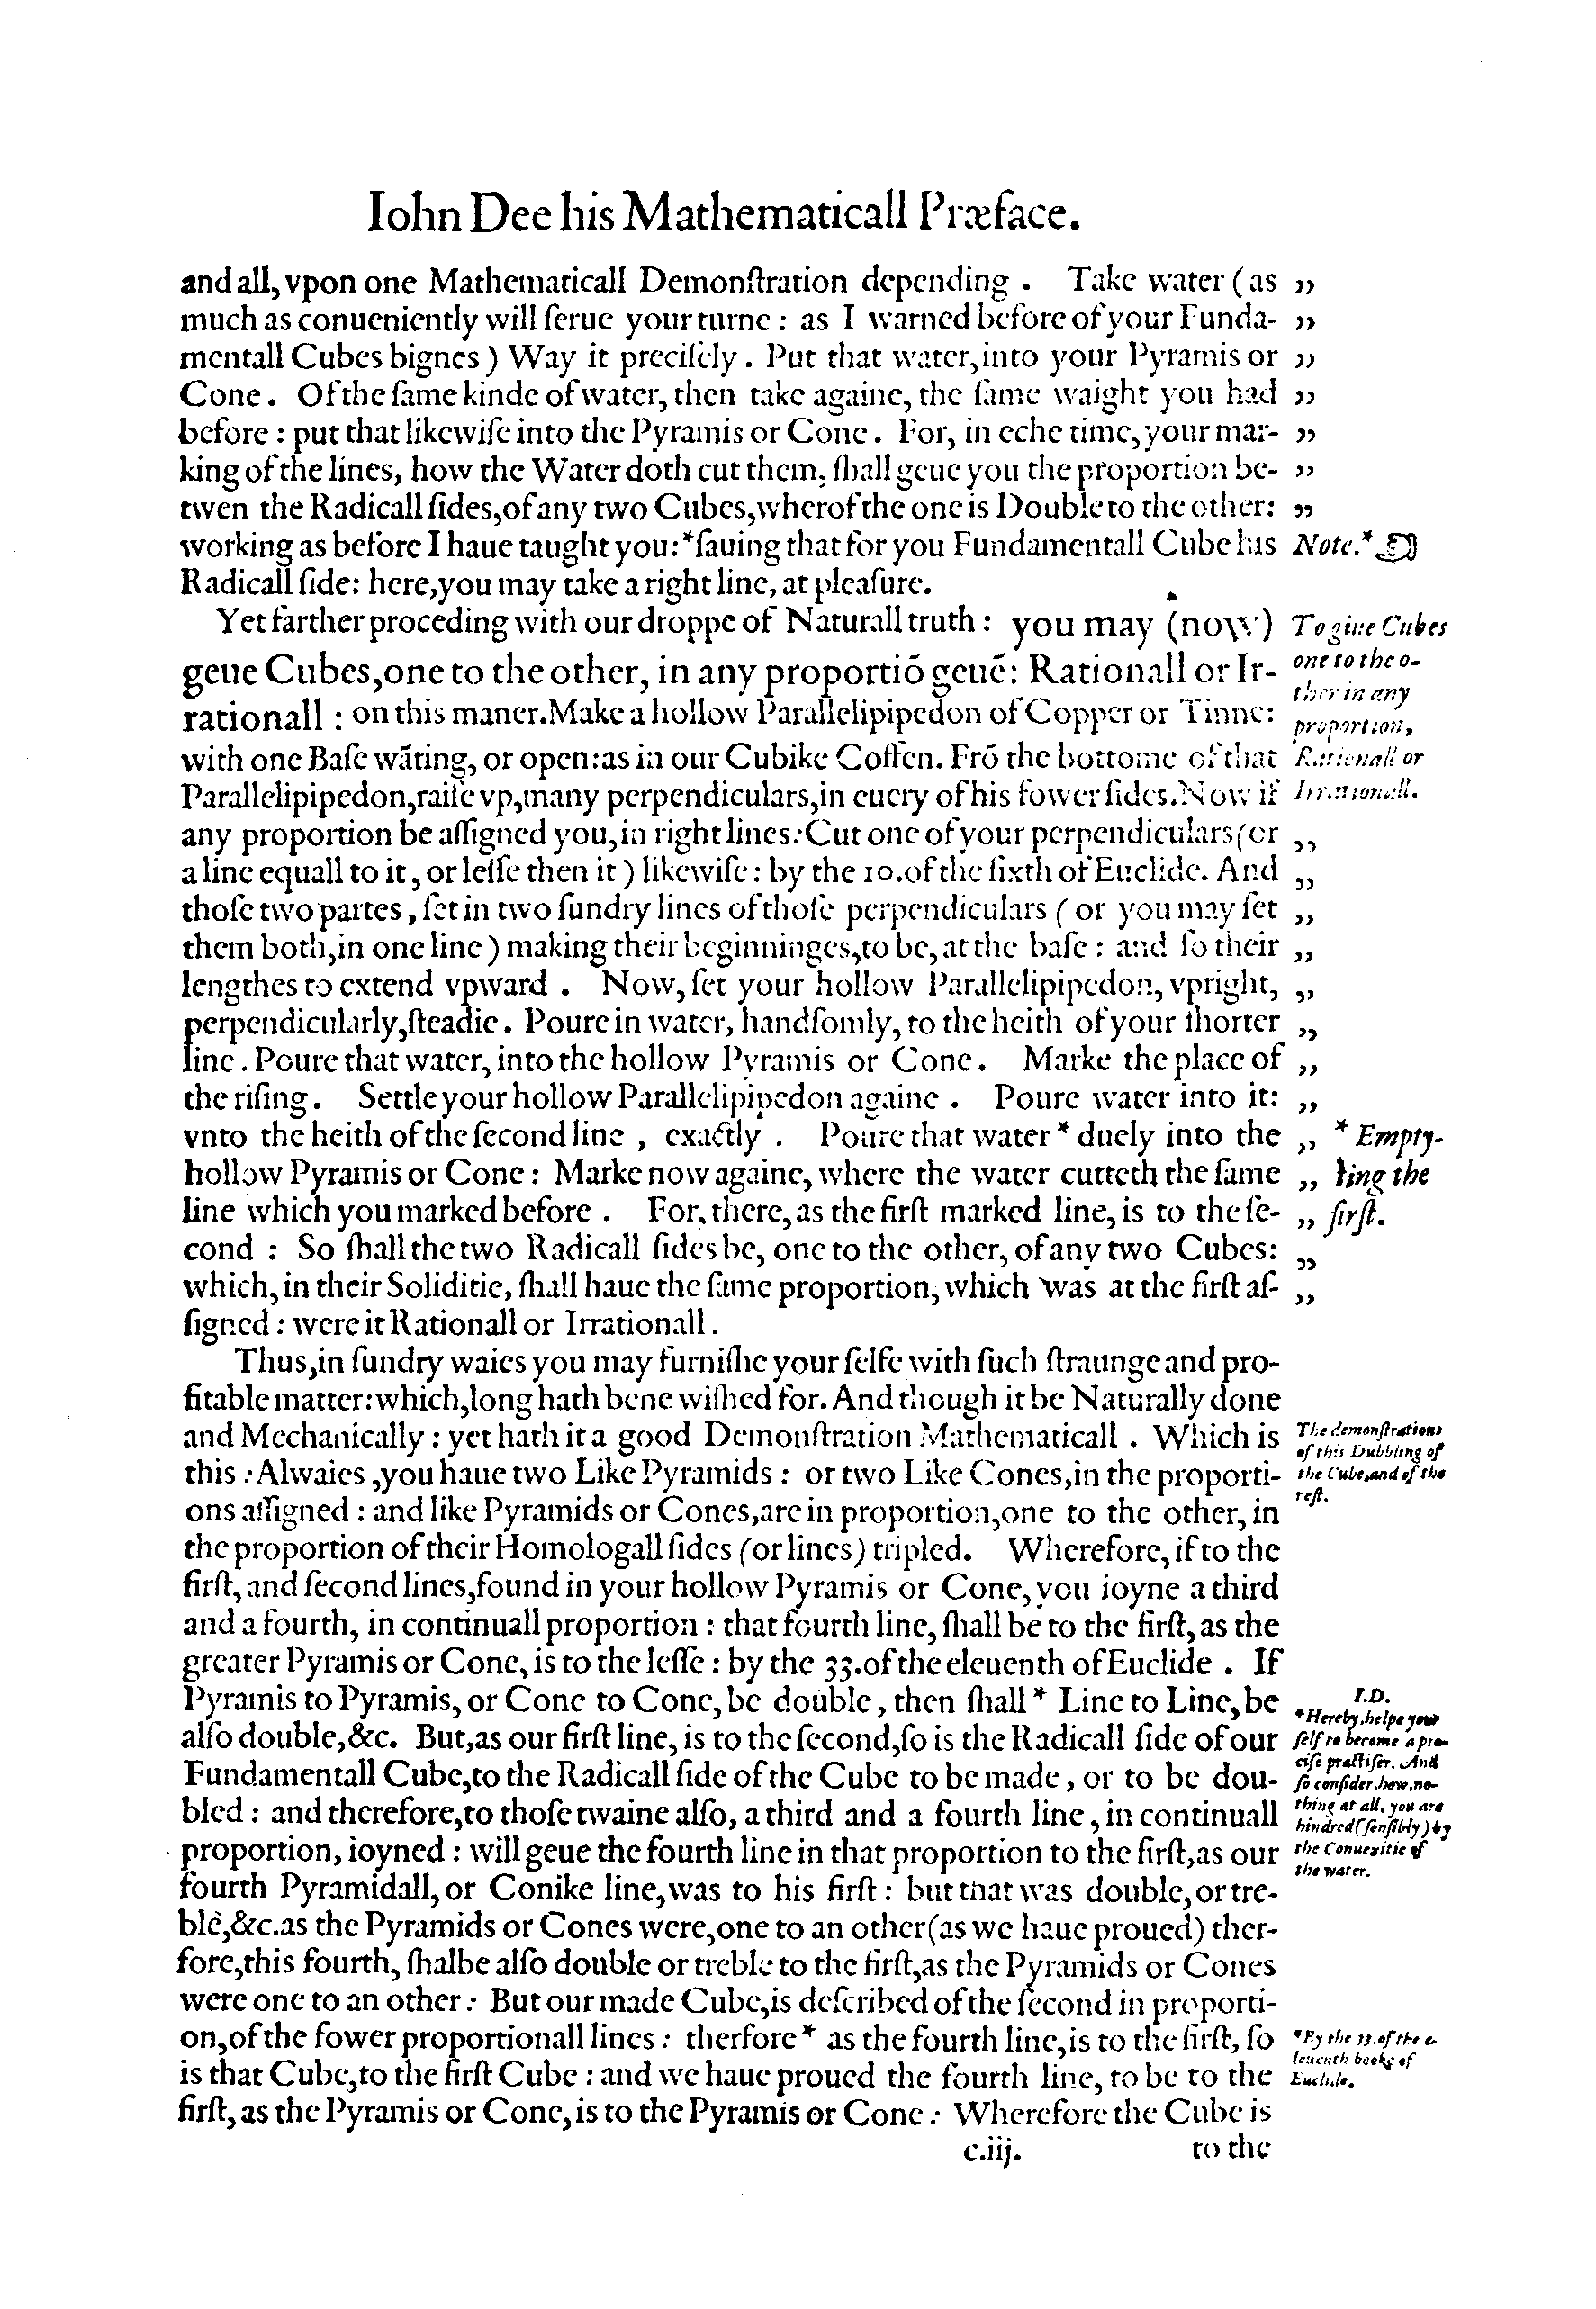 Iohn Dee his Mathematicall Præface.
and all, vpon one Mathematicall Demonſtration depending . Take water (as „
much as conueniently will ſerue your turne : as I warned before of your Funda- „
mentall Cubes bignes ) Way it preciſely . Put that water, into your Pyramis or „
Cone . Of the ſame kinde of water, then take againe, the ſame waight you had „
before : put that likewiſe into the Pyramis or Cone . For, in eche time, your mar- „
king of the lines, how the Water doth cut them, ſhall geue you the proportion be- „
twen the Radicall ſides, of any two Cubes, wherof the one is Double to the other: „
working as before I haue taught you: *ſauing that for you Fundamentall Cube his Note.* ☜
Radicall ſide: here, you may take a right line, at pleaſure.
Yet farther proceding with our droppe of Naturall truth : you may (now)
geue Cubes, one to the other, in any proportiō geuē: Rationall or Ir-
rationall : on this maner. Make a hollow Parallelipipedon of Copper or Tinne:
with one Baſe wāting, or open: as in our Cubike Coffen. Frō the bottome of that
Parallelipipedon, raiſe vp, many perpendiculars, in euery of his fower ſides. Now if
To giue Cubes
one to the o-
ther in any
proportion,
Rationall or
Irrationall.
any proportion be aſſigned you, in right lines: Cut one of your perpendiculars (or „
a line equall to it, or leſſe then it ) likewiſe : by the 10. of the ſixth of Euclide. And „
thoſe two partes, ſet in two ſundry lines of thoſe perpendiculars ( or you may ſet „
them both, in one line ) making their beginninges, to be, at the baſe : and ſo their „
lengthes to extend vpward . Now, ſet your hollow Parallelipipedon, vpright, „
perpendicularly, ſteadie . Poure in water, handſomly, to the heith of your ſhorter „
line . Poure that water, into the hollow Pyramis or Cone . Marke the place of „
the riſing . Settle your hollow Parallelipipedon againe . Poure water into it: „
vnto the heith of the ſecond line , exactly . Poure that water * duely into the „
hollow Pyramis or Cone : Marke now againe, where the water cutteth the ſame „
line which you marked before . For, there, as the firſt marked line, is to the ſe- „
* Empty-
ing the
firſt.
cond : So ſhall the two Radicall ſides be, one to the other, of any two Cubes: „
which, in their Soliditie, ſhall haue the ſame proportion, which was at the firſt aſ- „
ſigned : were it Rationall or Irrationall .
Thus, in ſundry waies you may furniſhe your ſelfe with ſuch ſtraunge and pro-
fitable matter: which, long hath bene wiſhed for. And though it be Naturally done
and Mechanically : yet hath it a good Demonſtration Mathematicall . Which is
this : Alwaies, you haue two Like Pyramids : or two Like Cones, in the proporti-
ons aſſigned : and like Pyramids or Cones, are in proportion, one to the other, in
The demonſtrations
of this Dubbling of
the Cube, and of the
reſt.
the proportion of their Homologall ſides (or lines) tripled. Wherefore, if to the
firſt, and ſecond lines, found in your hollow Pyramis or Cone, you ioyne a third
and a fourth, in continuall proportion : that fourth line, ſhall be to the firſt, as the
greater Pyramis or Cone, is to the leſſe : by the 33. of the eleuenth of Euclide . If
Pyramis to Pyramis, or Cone to Cone, be double, then ſhall * Line to Line, be
alſo double, &c. But, as our firſt line, is to the ſecond, ſo is the Radicall ſide of our
Fundamentall Cube, to the Radicall ſide of the Cube to be made, or to be dou-
bled : and therefore, to thoſe twaine alſo, a third and a fourth line, in continuall
proportion, ioyned : will geue the fourth line in that proportion to the firſt, as our
I.D.
* Hereby, helpe your
ſelf to become a pre-
ciſe practiſer. And
ſo conſider, how, no-
thing at all, you are
hindred (ſenſibly) by
the Conuexitie of
the water.
fourth Pyramidall, or Conike line, was to his firſt : but that was double, or tre-
ble, &c. as the Pyramids or Cones were, one to an other (as we haue proued) ther-
fore, this fourth, ſhalbe alſo double or treble to the firſt, as the Pyramids or Cones
were one to an other : But our made Cube, is deſcribed of the ſecond in proporti-
on, of the fower proportionall lines : therfore * as the fourth line, is to the firſt, ſo
is that Cube, to the firſt Cube : and we haue proued the fourth line, to be to the
firſt, as the Pyramis or Cone, is to the Pyramis or Cone : Wherefore the Cube is
* By the 33. of the e-
leuenth booke of
Euclide.
c.iij. to the